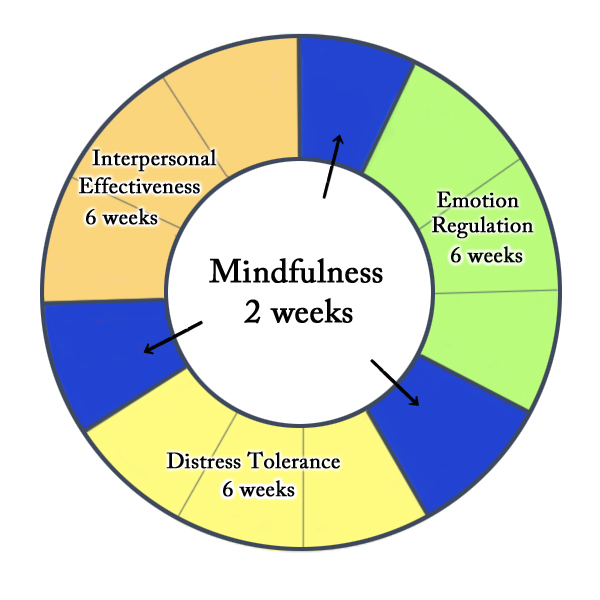 Interpersonal
Effectiveness
6 weeks
Emotion
Regulation
6 weeks
Mindfulness
2 weeks
Distress Tolerance
6 weeks